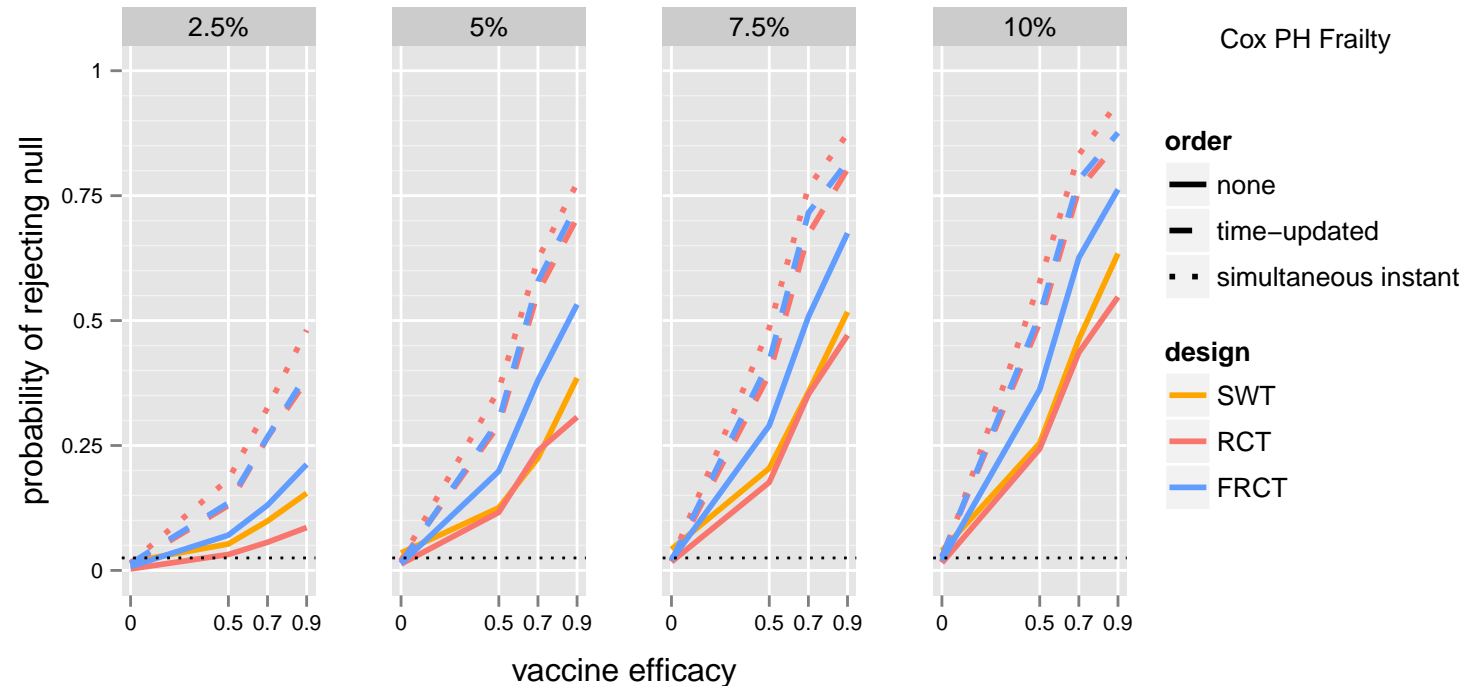 2.5%
5%
7.5%
10%
Cox PH Frailty
probability of rejecting null
1
0.75
0.5
0.25
0
0 0.5 0.7 0.9
0 0.5 0.7 0.9
0 0.5 0.7 0.9
0 0.5 0.7 0.9
vaccine efficacy
order
none
time−updated
simultaneous instant
design
SWT
RCT
FRCT